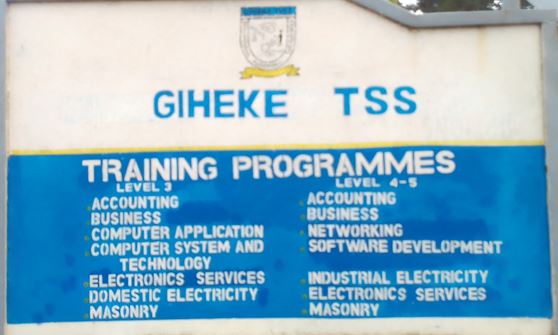 GIHEKE TSS
TRAINING PROGRAMMES
LEVEL 3
ACCOUNTING
BUSINESS
COMPUTER APPLICATION
COMPUTER SYSTEM AND
TECHNOLOGY
ELECTRONICS SERVICES
DOMESTIC ELECTRICITY
MASONRY
LEVEL 4-5
ACCOUNTING
BUSINESS
NETWORKING
SOFTWARE DEVELOPMENT
INDUSTRIAL ELECTRICITY
ELECTRONICS SERVICES
MASONRY